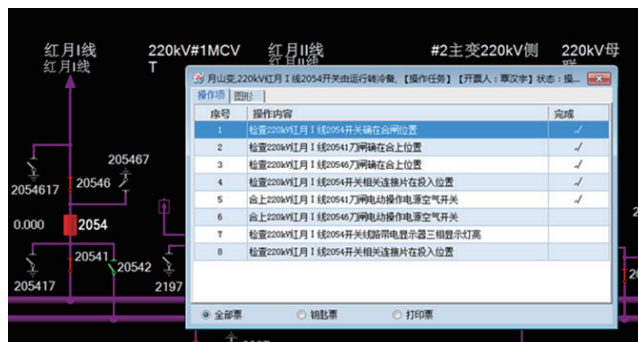 红月I线
红月I线
220kV#1MCV
T
红月II线
红月II线
#2主变220kV侧
220kV母
联
月山变,220kV红月Ⅰ线2054开关由运行转冷备,【操作任务】【开票人:覃汉宇】状态:操...
操作项 图形
序号 操作内容 完成
1 检查220kV红月Ⅰ线2054开关确在合闸位置 √
2 检查220kV红月Ⅰ线20541刀闸确在合上位置 √
3 检查220kV红月Ⅰ线20546刀闸确在合上位置 √
4 检查220kV红月Ⅰ线2054开关相关连接片在投入位置 √
5 合上220kV红月Ⅰ线20541刀闸电动操作电源空气开关 √
6 合上220kV红月Ⅰ线20546刀闸电动操作电源空气开关
7 检查220kV红月Ⅰ线2054开关线路带电显示器三相显示灯亮
8 检查220kV红月Ⅰ线2054开关相关连接片在投入位置
全部票 钥匙票 打印票
205467
20546
2054617
0.000
2054
20541
20542
205417
2197